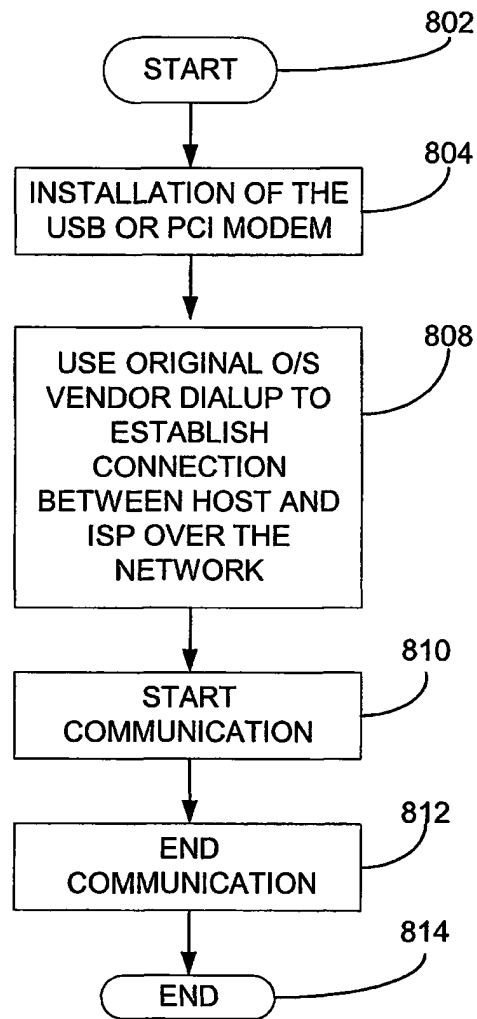 802
START
804
INSTALLATION OF THE
USB OR PCI MODEM
808
USE ORIGINAL O/S
VENDOR DIALUP TO
ESTABLISH
CONNECTION
BETWEEN HOST AND
ISP OVER THE
NETWORK
810
START
COMMUNICATION
812
END
COMMUNICATION
814
END